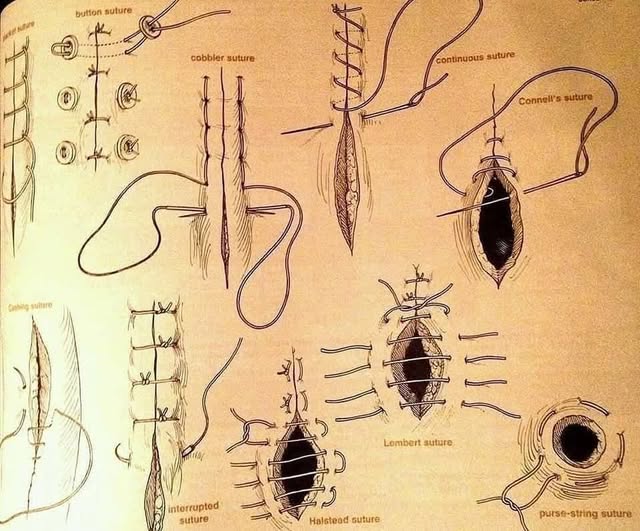 button suture
cobbler suture
continuous suture
Connell's suture
Cushing suture
interrupted
suture
Halstead suture
Lembert suture
purse-string suture